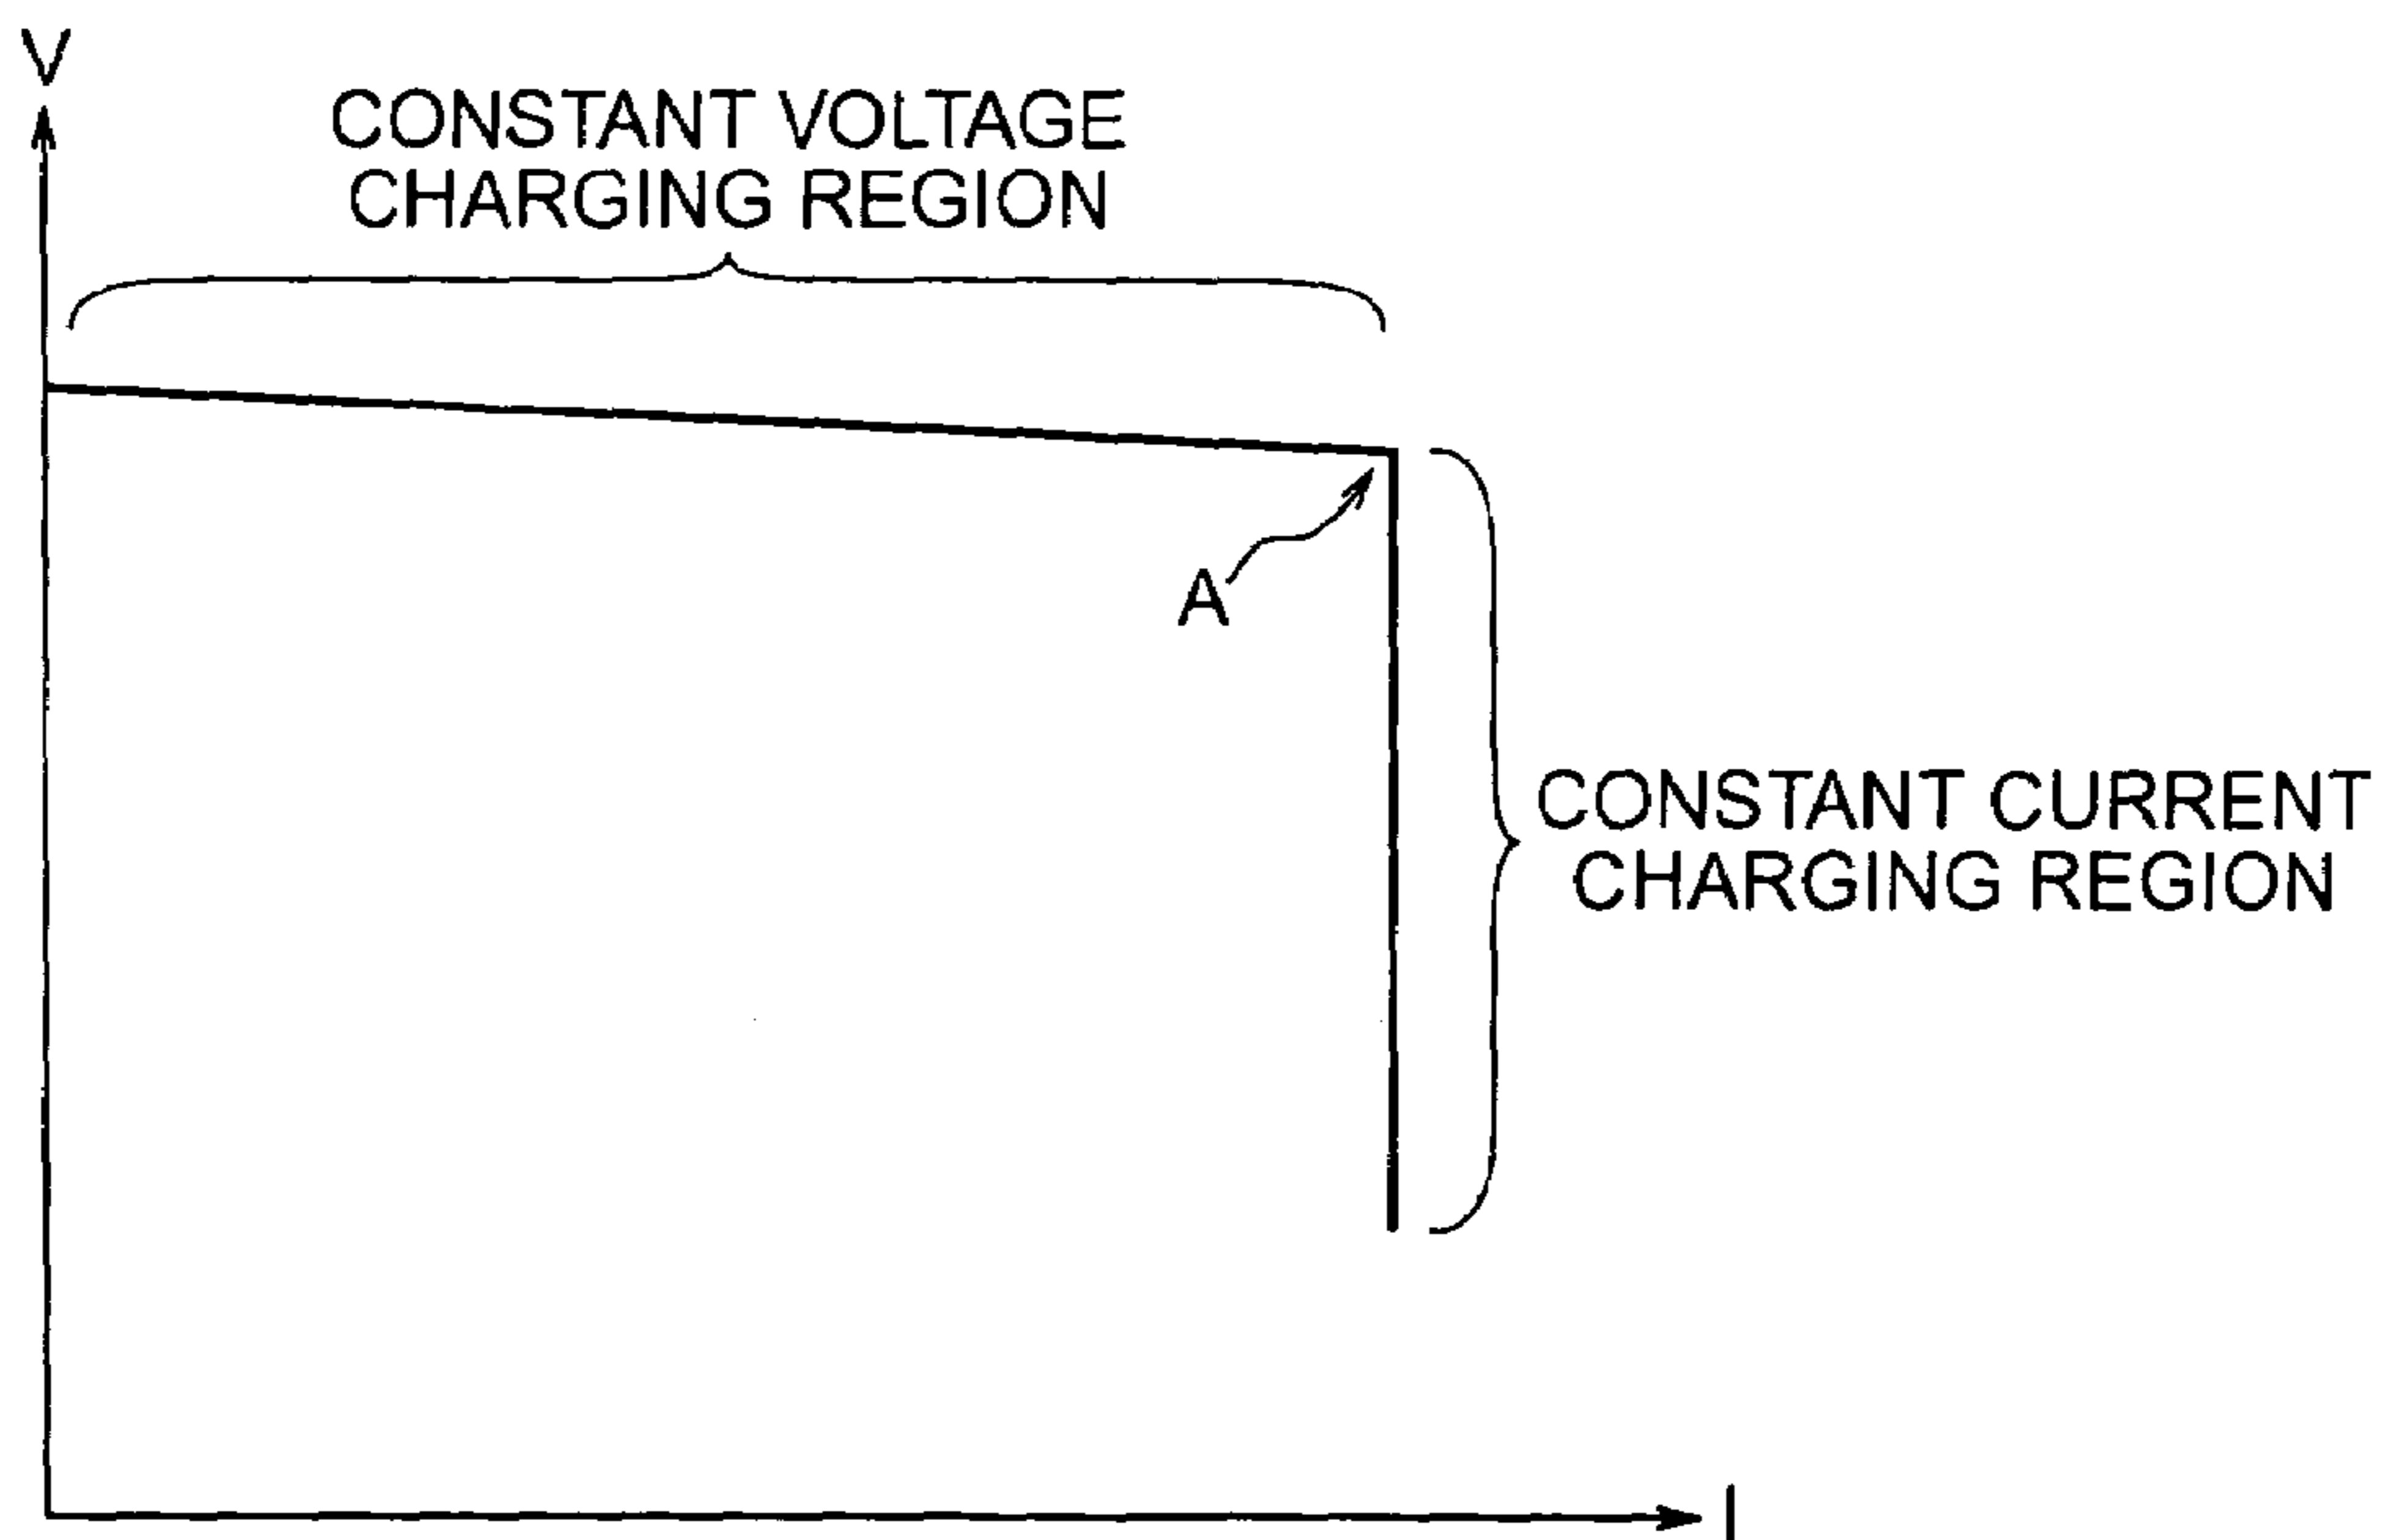 V
CONSTANT VOLTAGE
CHARGING REGION
A
CONSTANT CURRENT
CHARGING REGION
I